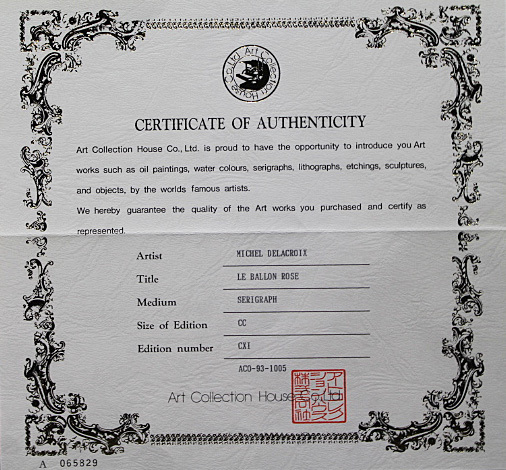 Art Collection House Co., Ltd.
CERTIFICATE OF AUTHENTICITY
Art Collection House Co., Ltd. is proud to have the opportunity to introduce you Art
works such as oil paintings, water colours, serigraphs, lithographs, etchings, sculptures,
and objects, by the worlds famous artists.
We hereby guarantee the quality of the Art works you purchased and certify as
represented.
Artist MICHEL DELACROIX
Title LE BALLON ROSE
Medium SERIGRAPH
Size of Edition CC
Edition number CXI
ACO-93-1005
Art Collection House Co., Ltd.
A 065829